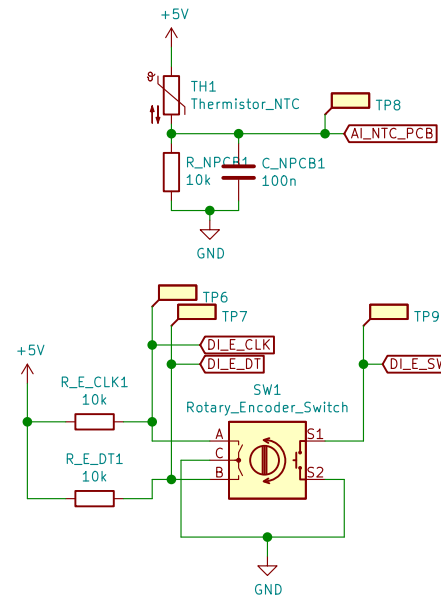 +5V
ϑ
TH1
Thermistor_NTC
TP8
AI_NTC_PCB
R_NPCB1
10k
C_NPCB1
100n
GND
TP6
TP7
TP9
DI_E_CLK
DI_E_DT
DI_E_SW
+5V
R_E_CLK1
10k
SW1
Rotary_Encoder_Switch
A
C
B
S1
S2
R_E_DT1
10k
GND